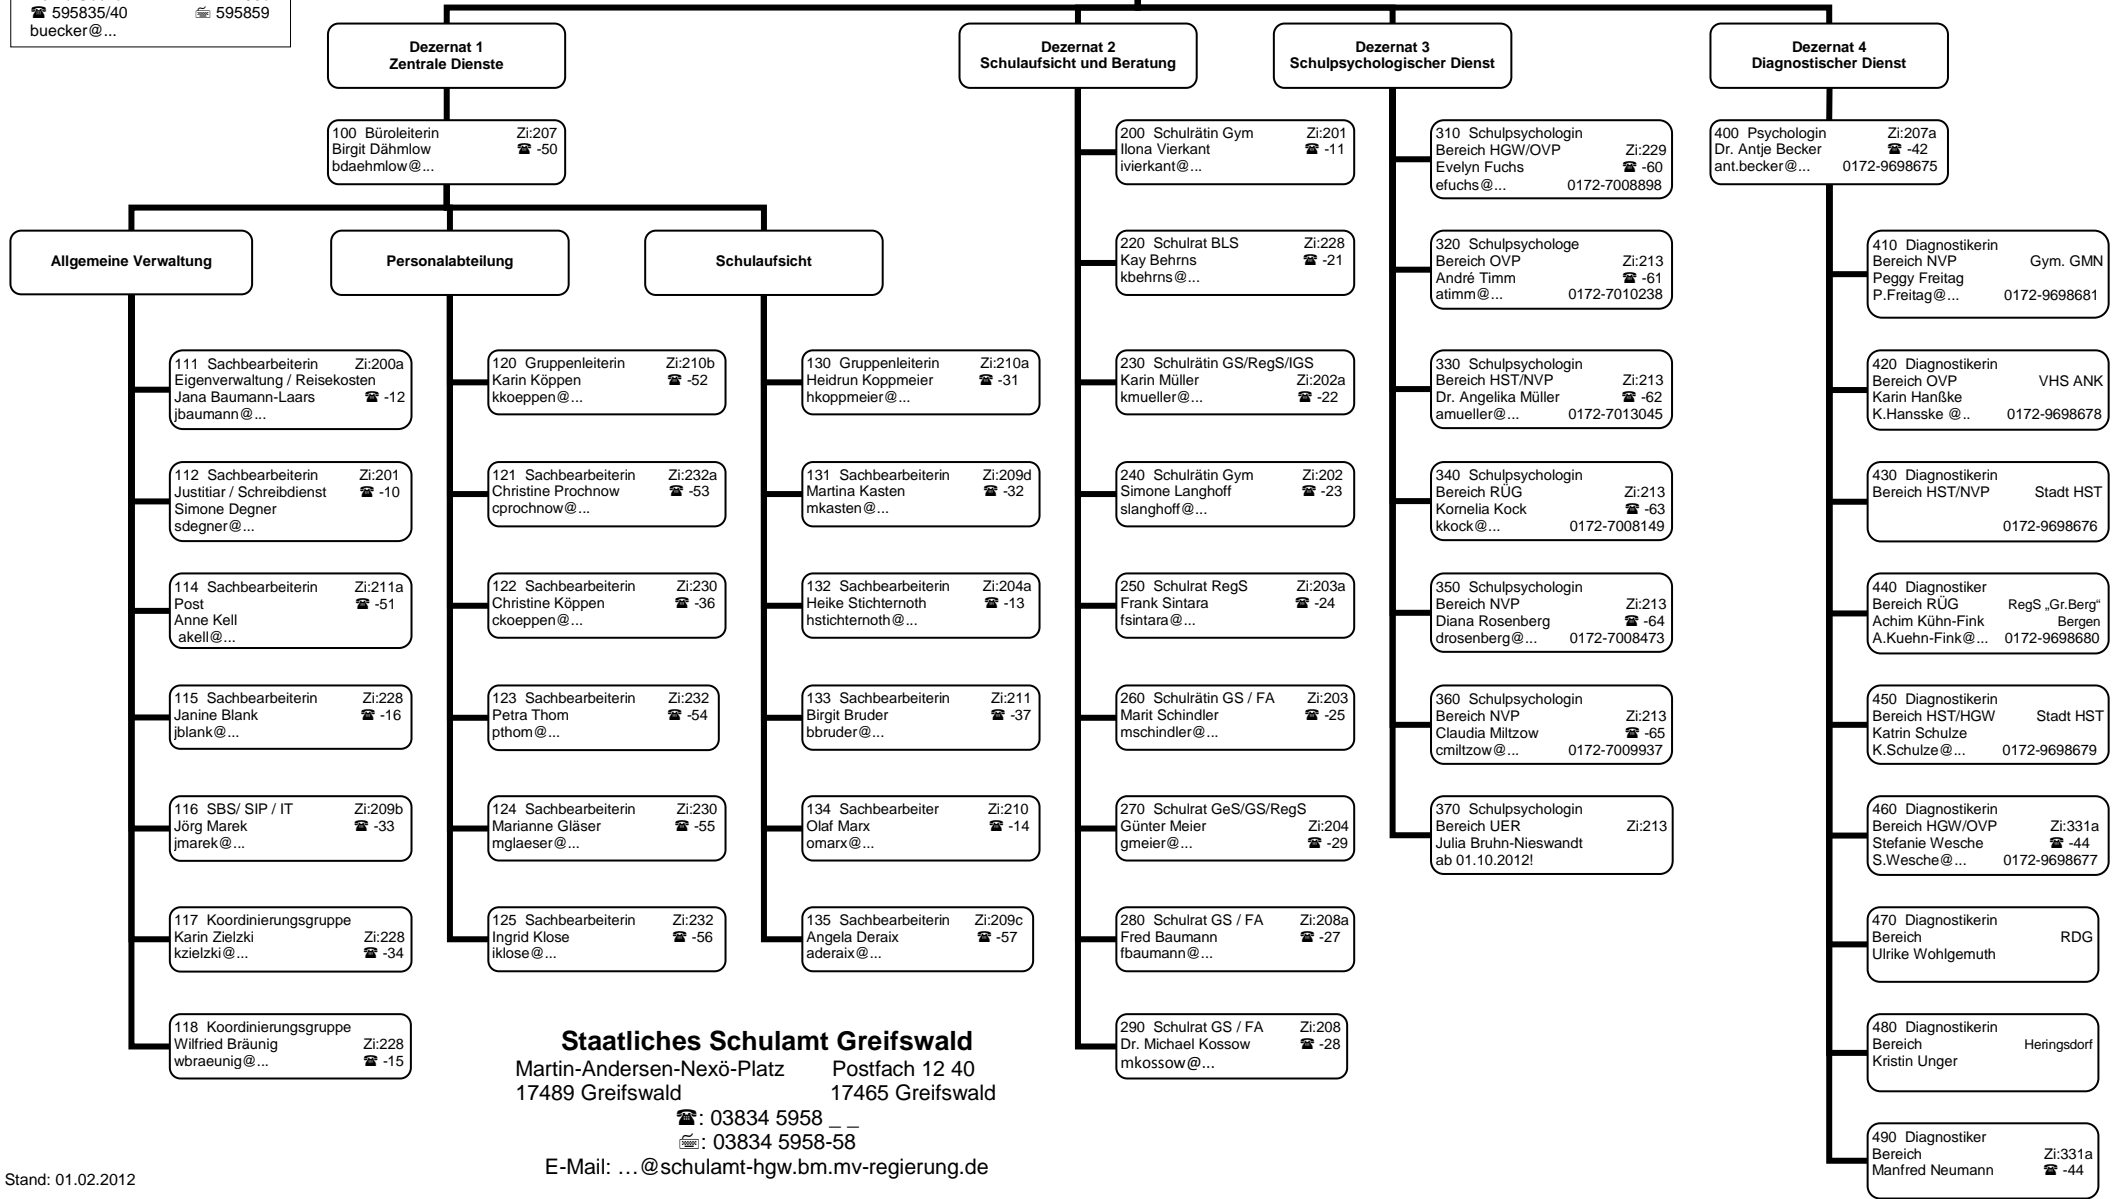 ☎ 595835/40 📠 595859
buecker@...
Dezernat 1
Zentrale Dienste
Dezernat 2
Schulaufsicht und Beratung
Dezernat 3
Schulpsychologischer Dienst
Dezernat 4
Diagnostischer Dienst
100 Büroleiterin Zi:207
Birgit Dähmlow ☎ -50
bdaehmlow@...
Allgemeine Verwaltung
111 Sachbearbeiterin Zi:200a
Eigenverwaltung / Reisekosten
Jana Baumann-Laars ☎ -12
jbaumann@...
112 Sachbearbeiterin Zi:201
Justitiar / Schreibdienst ☎ -10
Simone Degner
sdegner@...
114 Sachbearbeiterin Zi:211a
Post ☎ -51
Anne Kell
akell@...
115 Sachbearbeiterin Zi:228
Janine Blank ☎ -16
jblank@...
116 SBS/ SIP / IT Zi:209b
Jörg Marek ☎ -33
jmarek@...
117 Koordinierungsgruppe
Karin Zielzki Zi:228
kzielzki@... ☎ -34
118 Koordinierungsgruppe
Wilfried Bräunig Zi:228
wbraeunig@... ☎ -15
Personalabteilung
120 Gruppenleiterin Zi:210b
Karin Köppen ☎ -52
kkoeppen@...
121 Sachbearbeiterin Zi:232a
Christine Prochnow ☎ -53
cprochnow@...
122 Sachbearbeiterin Zi:230
Christine Köppen ☎ -36
ckoeppen@...
123 Sachbearbeiterin Zi:232
Petra Thom ☎ -54
pthom@...
124 Sachbearbeiterin Zi:230
Marianne Gläser ☎ -55
mglaeser@...
125 Sachbearbeiterin Zi:232
Ingrid Klose ☎ -56
iklose@...
Schulaufsicht
130 Gruppenleiterin Zi:210a
Heidrun Koppmeier ☎ -31
hkoppmeier@...
131 Sachbearbeiterin Zi:209d
Martina Kasten ☎ -32
mkasten@...
132 Sachbearbeiterin Zi:204a
Heike Stichternoth ☎ -13
hstichternoth@...
133 Sachbearbeiterin Zi:211
Birgit Bruder ☎ -37
bbruder@...
134 Sachbearbeiter Zi:210
Olaf Marx ☎ -14
omarx@...
135 Sachbearbeiterin Zi:209c
Angela Deraix ☎ -57
aderaix@...
200 Schulrätin Gym Zi:201
Ilona Vierkant ☎ -11
ivierkant@...
220 Schulrat BLS Zi:228
Kay Behrns ☎ -21
kbehrns@...
230 Schulrätin GS/RegS/IGS
Karin Müller Zi:202a
kmueller@... ☎ -22
240 Schulrätin Gym Zi:202
Simone Langhoff ☎ -23
slanghoff@...
250 Schulrat RegS Zi:203a
Frank Sintara ☎ -24
fsintara@...
260 Schulrätin GS / FA Zi:203
Marit Schindler ☎ -25
mschindler@...
270 Schulrat GeS/GS/RegS
Günter Meier Zi:204
gmeier@... ☎ -29
280 Schulrat GS / FA Zi:208a
Fred Baumann ☎ -27
fbaumann@...
290 Schulrat GS / FA Zi:208
Dr. Michael Kossow ☎ -28
mkossow@...
310 Schulpsychologin
Bereich HGW/OVP Zi:229
Evelyn Fuchs ☎ -60
efuchs@... 0172-7008898
320 Schulpsychologe
Bereich OVP Zi:213
André Timm ☎ -61
atimm@... 0172-7010238
330 Schulpsychologin
Bereich HST/NVP Zi:213
Dr. Angelika Müller ☎ -62
amueller@... 0172-7013045
340 Schulpsychologin
Bereich RÜG Zi:213
Kornelia Kock ☎ -63
kkock@... 0172-7008149
350 Schulpsychologin
Bereich NVP Zi:213
Diana Rosenberg ☎ -64
drosenberg@... 0172-7008473
360 Schulpsychologin
Bereich NVP Zi:213
Claudia Miltzow ☎ -65
cmiltzow@... 0172-7009937
370 Schulpsychologin
Bereich UER Zi:213
Julia Bruhn-Nieswandt
ab 01.10.2012!
400 Psychologin Zi:207a
Dr. Antje Becker ☎ -42
ant.becker@... 0172-9698675
410 Diagnostikerin
Bereich NVP Gym. GMN
Peggy Freitag
P.Freitag@... 0172-9698681
420 Diagnostikerin
Bereich OVP VHS ANK
Karin Hanßke
K.Hansske @.. 0172-9698678
430 Diagnostikerin
Bereich HST/NVP Stadt HST
0172-9698676
440 Diagnostiker
Bereich RÜG RegS „Gr.Berg“
Achim Kühn-Fink Bergen
A.Kuehn-Fink@... 0172-9698680
450 Diagnostikerin
Bereich HST/HGW Stadt HST
Katrin Schulze
K.Schulze@... 0172-9698679
460 Diagnostikerin
Bereich HGW/OVP Zi:331a
Stefanie Wesche ☎ -44
S.Wesche@... 0172-9698677
470 Diagnostikerin
Bereich RDG
Ulrike Wohlgemuth
480 Diagnostikerin
Bereich Heringsdorf
Kristin Unger
490 Diagnostiker
Bereich Zi:331a
Manfred Neumann ☎ -44
Staatliches Schulamt Greifswald
Martin-Andersen-Nexö-Platz Postfach 12 40
17489 Greifswald 17465 Greifswald
☎: 03834 5958 _ _
📠: 03834 5958-58
E-Mail: …@schulamt-hgw.bm.mv-regierung.de
Stand: 01.02.2012